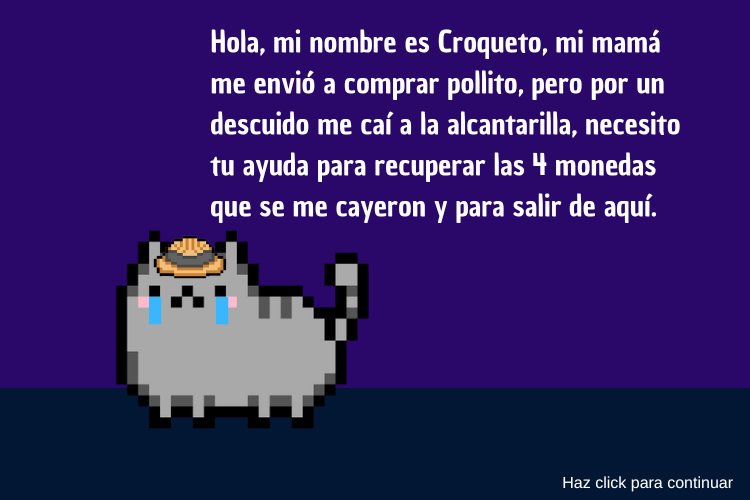 Hola, mi nombre es Croqueto, mi mamá
me envió a comprar pollito, pero por un
descuido me caí a la alcantarilla, necesito
tu ayuda para recuperar las 4 monedas
que se me cayeron y para salir de aquí.
Haz click para continuar